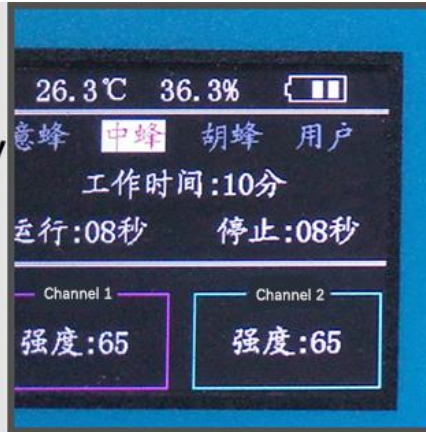 26.3℃ 36.3%
意蜂 中蜂 胡蜂 用户
工作时间:10分
运行:08秒 停止:08秒
Channel 1 Channel 2
强度:65 强度:65